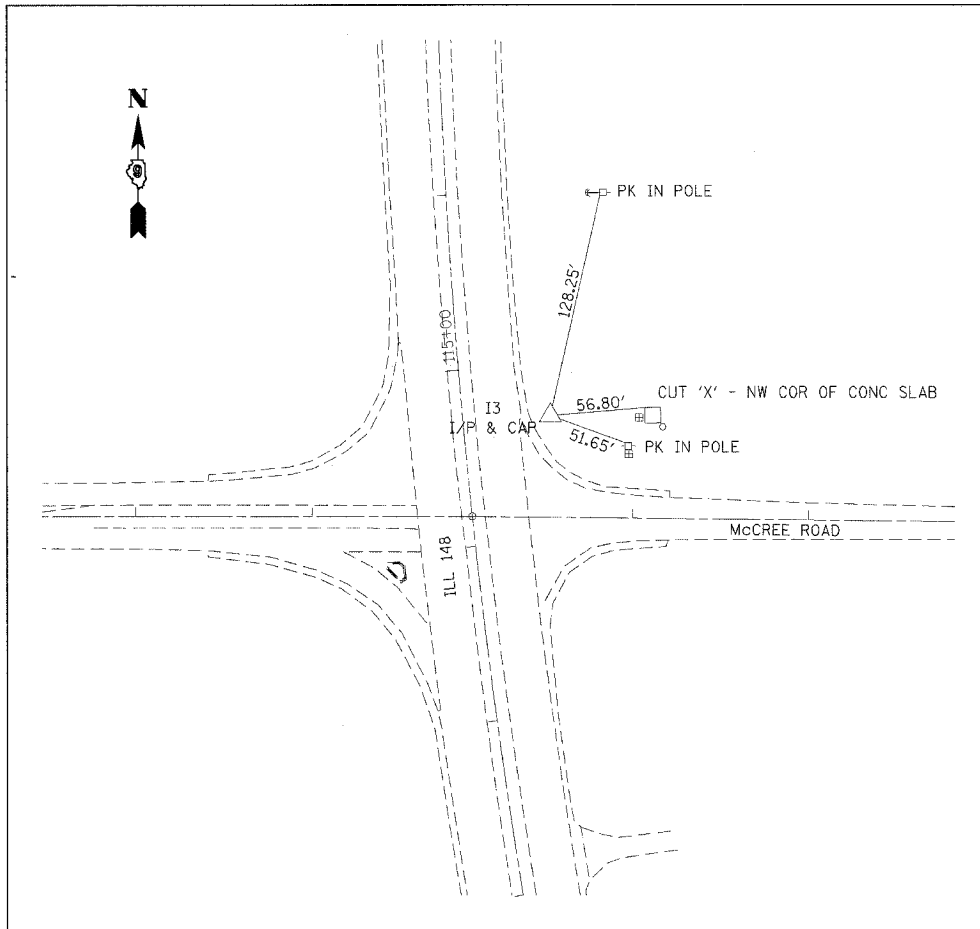 N
9
PK IN POLE
128.25'
115+00
CUT 'X' - NW COR OF CONC SLAB
56.80'
I3
I/P & CAP
51.65'
PK IN POLE
McCREE ROAD
ILL 148